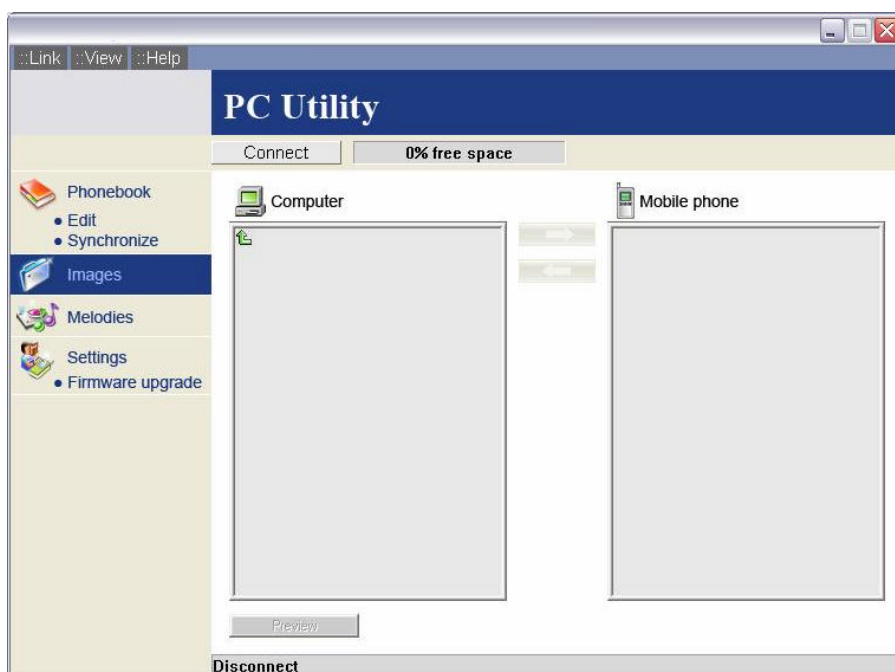 ::Link ::View ::Help
PC Utility
Connect 0% free space
Phonebook
• Edit
• Synchronize
Images
Melodies
Settings
• Firmware upgrade
Computer
Mobile phone
Preview
Disconnect